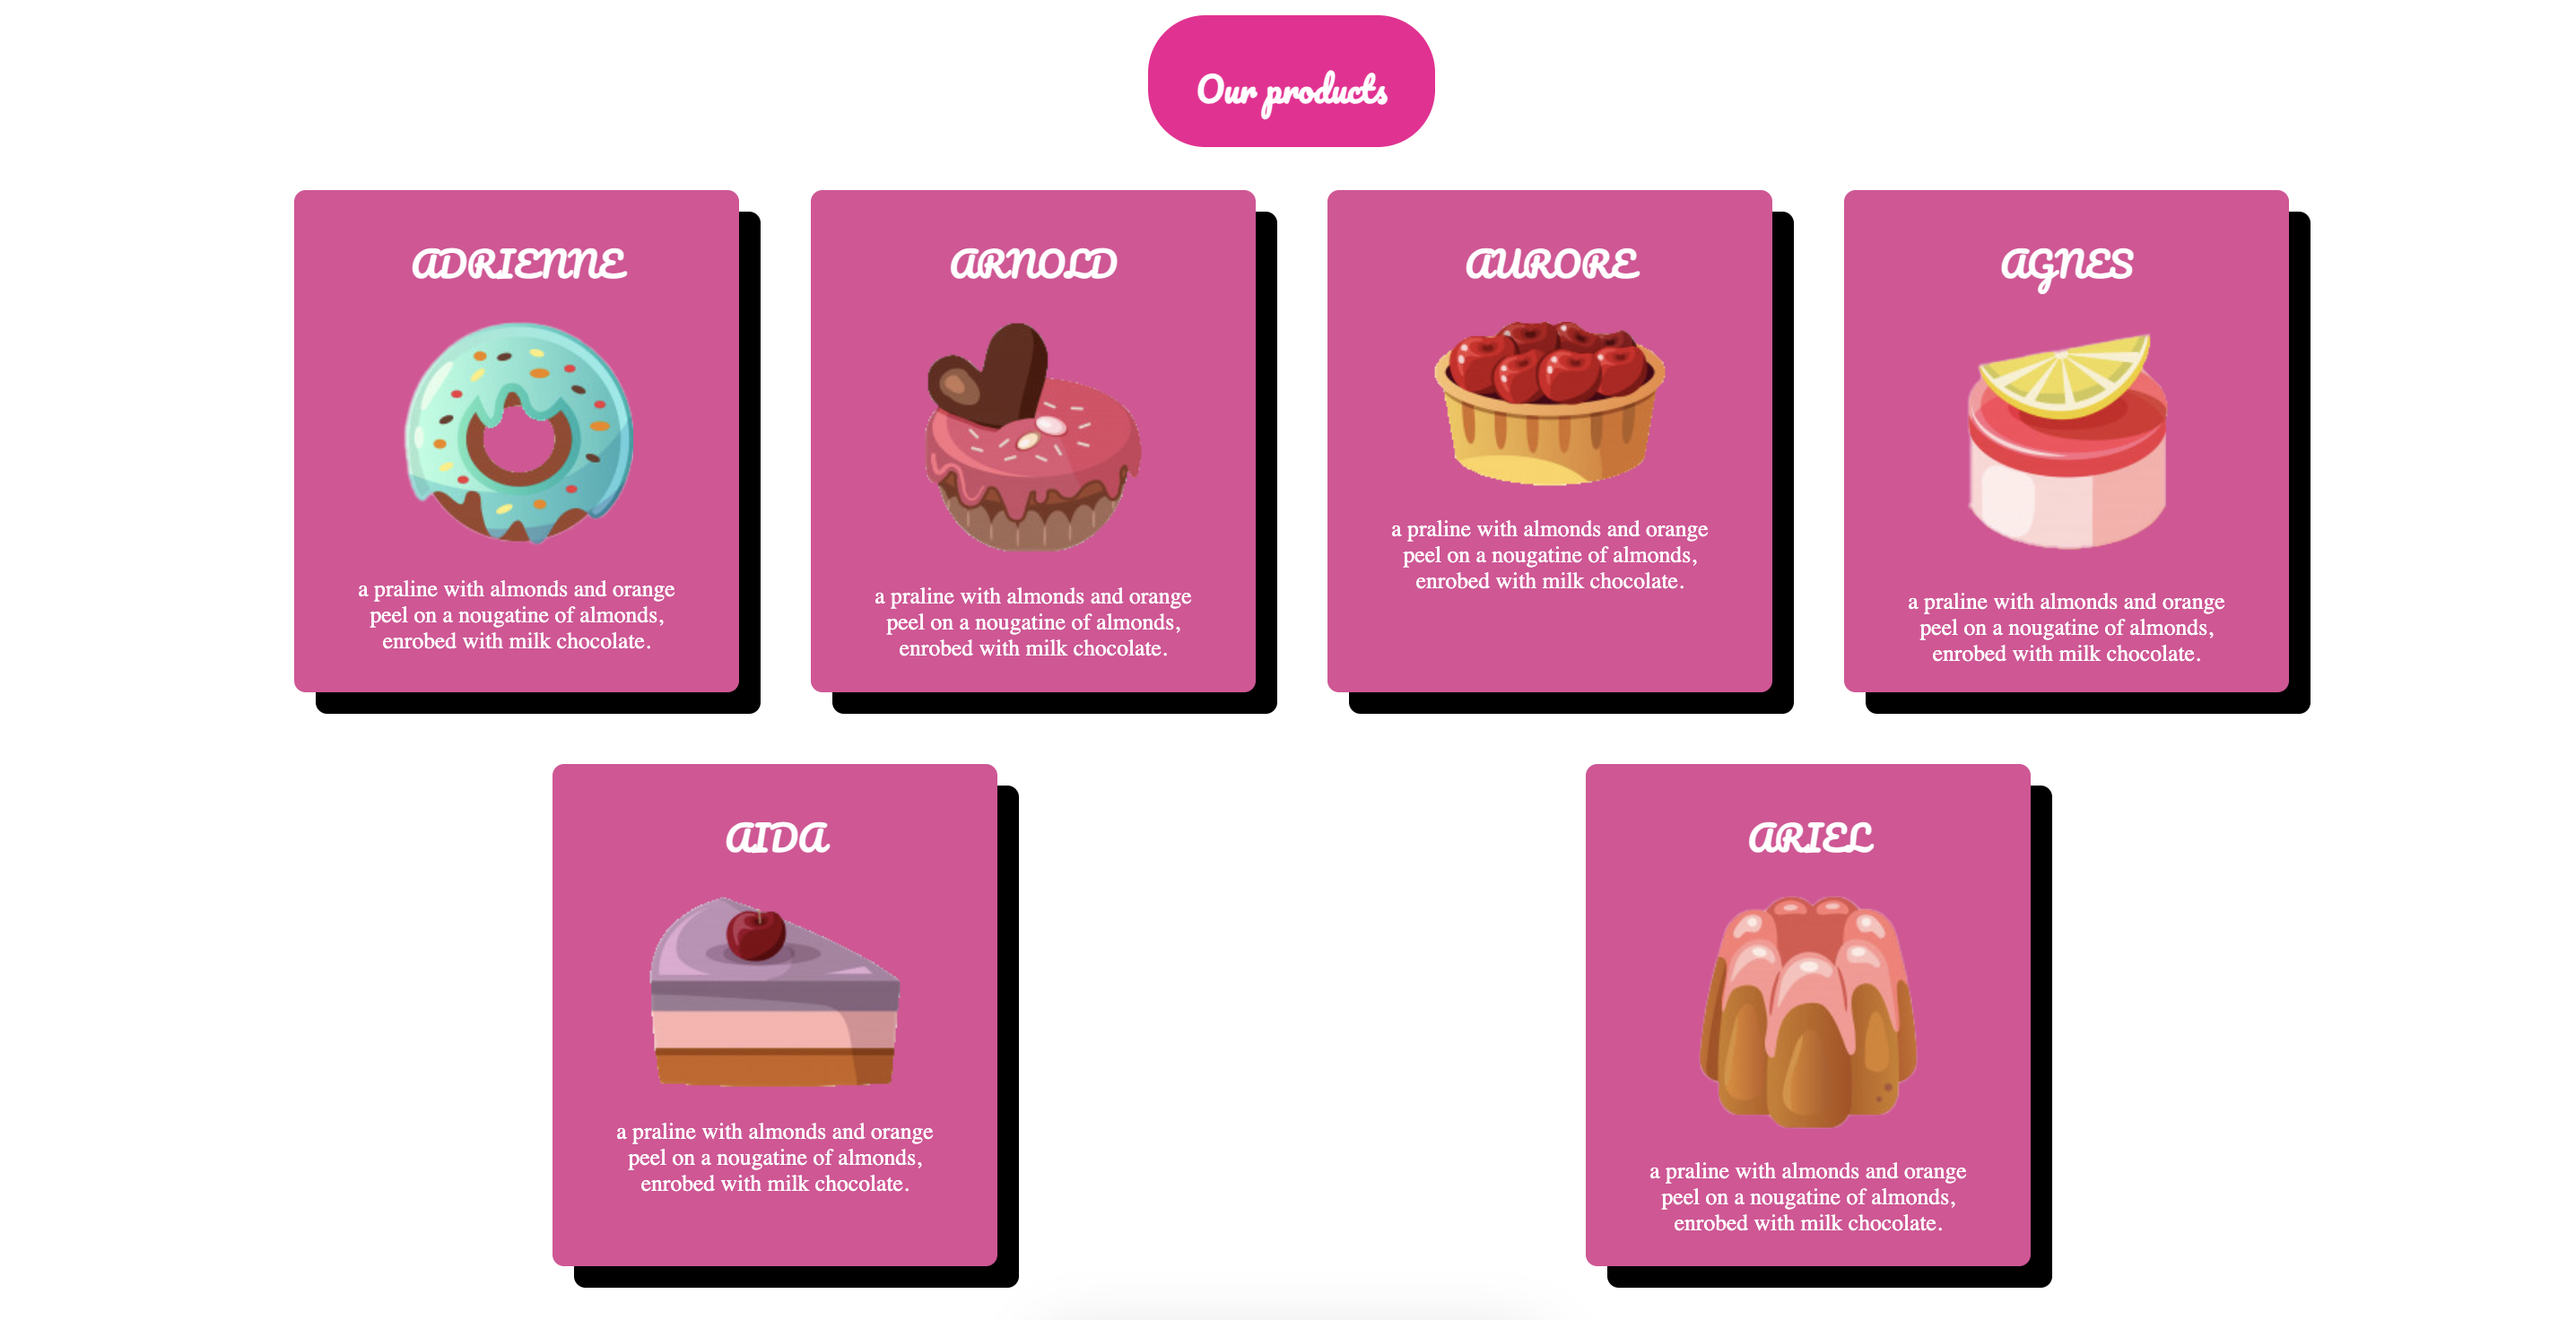 Our products
ADRIENNE
a praline with almonds and orange
peel on a nougatine of almonds,
enrobed with milk chocolate.
ARNOLD
a praline with almonds and orange
peel on a nougatine of almonds,
enrobed with milk chocolate.
AURORE
a praline with almonds and orange
peel on a nougatine of almonds,
enrobed with milk chocolate.
AGNES
a praline with almonds and orange
peel on a nougatine of almonds,
enrobed with milk chocolate.
AIDA
a praline with almonds and orange
peel on a nougatine of almonds,
enrobed with milk chocolate.
ARIEL
a praline with almonds and orange
peel on a nougatine of almonds,
enrobed with milk chocolate.